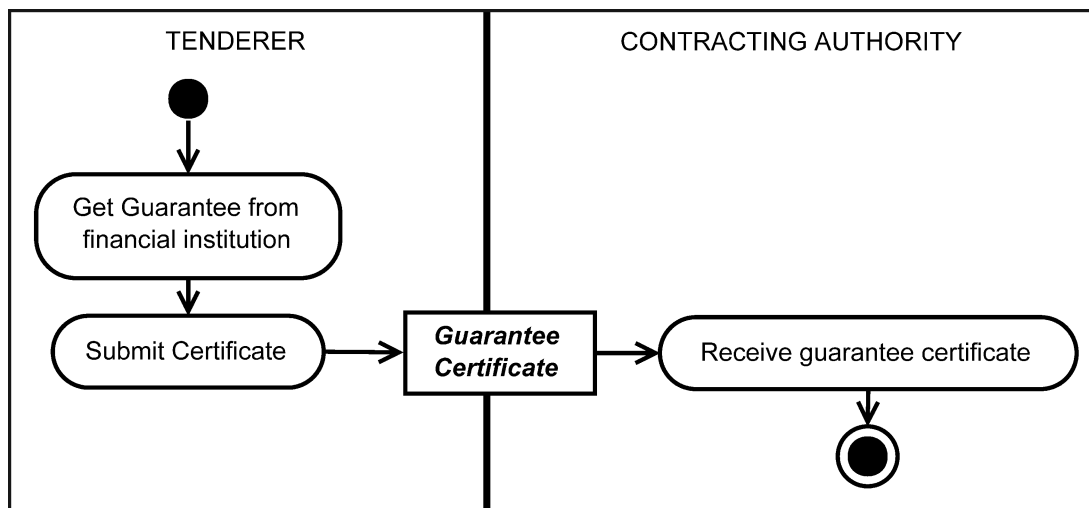 TENDERER
CONTRACTING AUTHORITY
Get Guarantee from
financial institution
Submit Certificate
Guarantee
Certificate
Receive guarantee certificate